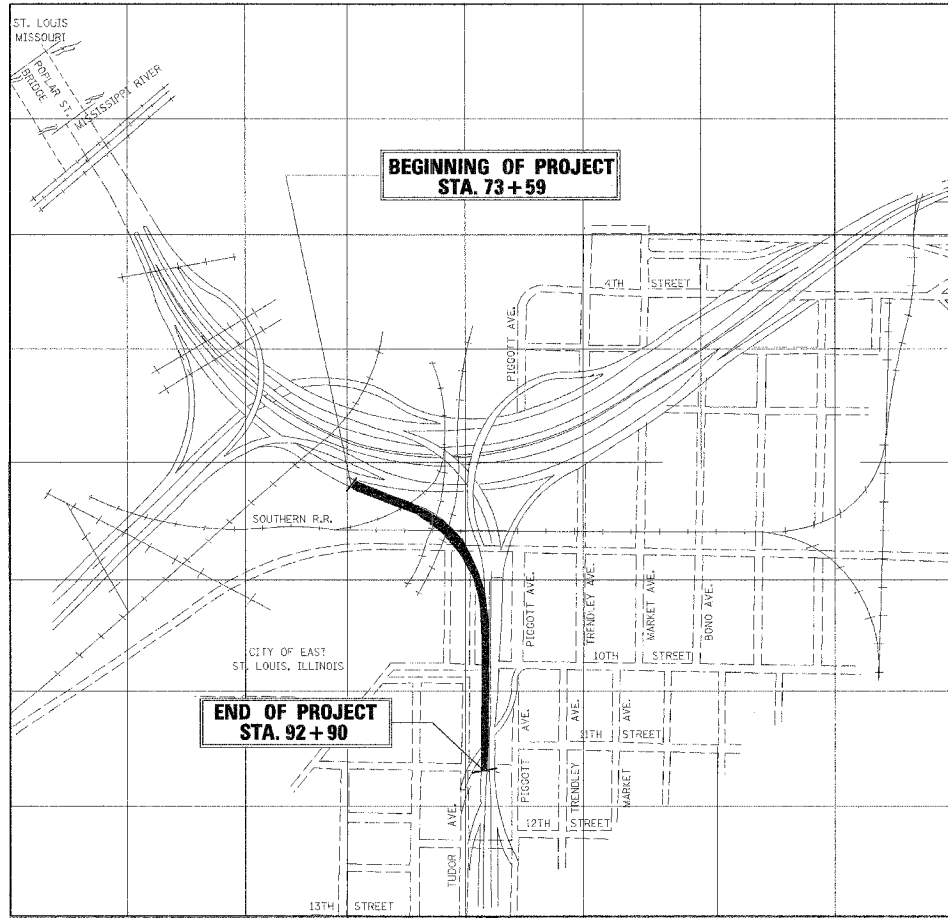 ST. LOUIS
MISSOURI
POPLAR ST.
BRIDGE
MISSISSIPPI RIVER
BEGINNING OF PROJECT
STA. 73+59
4TH STREET
PIGGOTT AVE.
SOUTHERN R.R.
PIGGOTT AVE.
TRENDLEY AVE.
MARKET AVE.
BOND AVE.
CITY OF EAST
ST. LOUIS, ILLINOIS
10TH STREET
END OF PROJECT
STA. 92+90
PIGGOTT AVE.
TRENDLEY AVE.
MARKET AVE.
11TH STREET
TUDOR AVE.
12TH STREET
13TH STREET